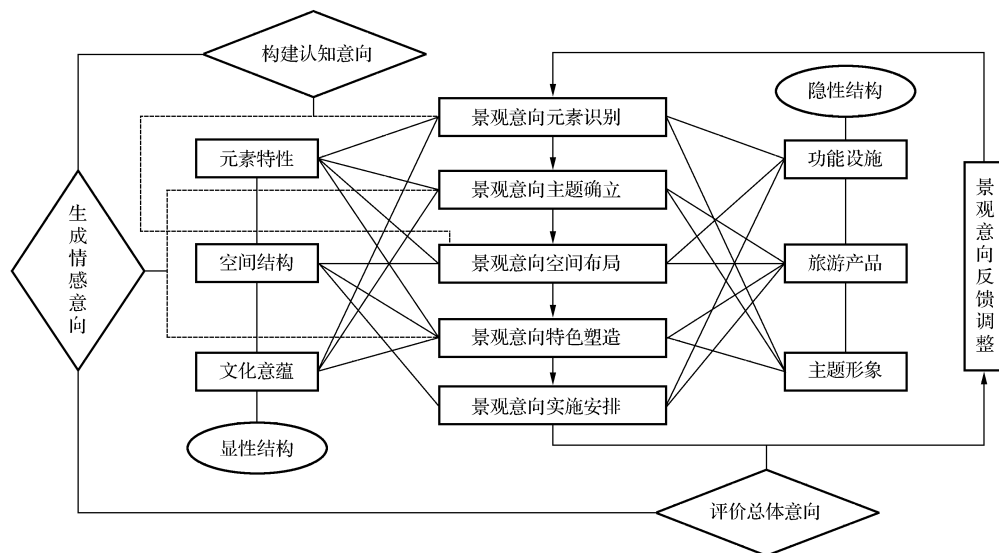 构建认知意向
隐性结构
景观意向元素识别
元素特性
功能设施
景观意向主题确立
生成情感意向
景观意向反馈调整
空间结构
景观意向空间布局
旅游产品
景观意向特色塑造
文化意蕴
主题形象
景观意向实施安排
显性结构
评价总体意向